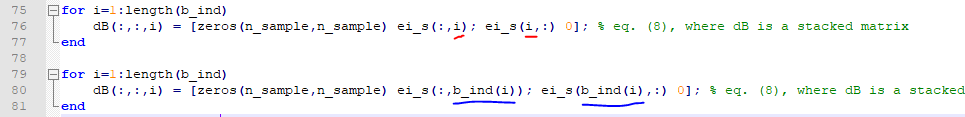 75 for i=1:length(b_ind)
76 dB(:,:,i) = [zeros(n_sample,n_sample) ei_s(:,i); ei_s(i,:) 0]; % eq. (8), where dB is a stacked matrix
77 end
78
79 for i=1:length(b_ind)
80 dB(:,:,i) = [zeros(n_sample,n_sample) ei_s(:,b_ind(i)); ei_s(b_ind(i),:) 0]; % eq. (8), where dB is a stacked
81 end